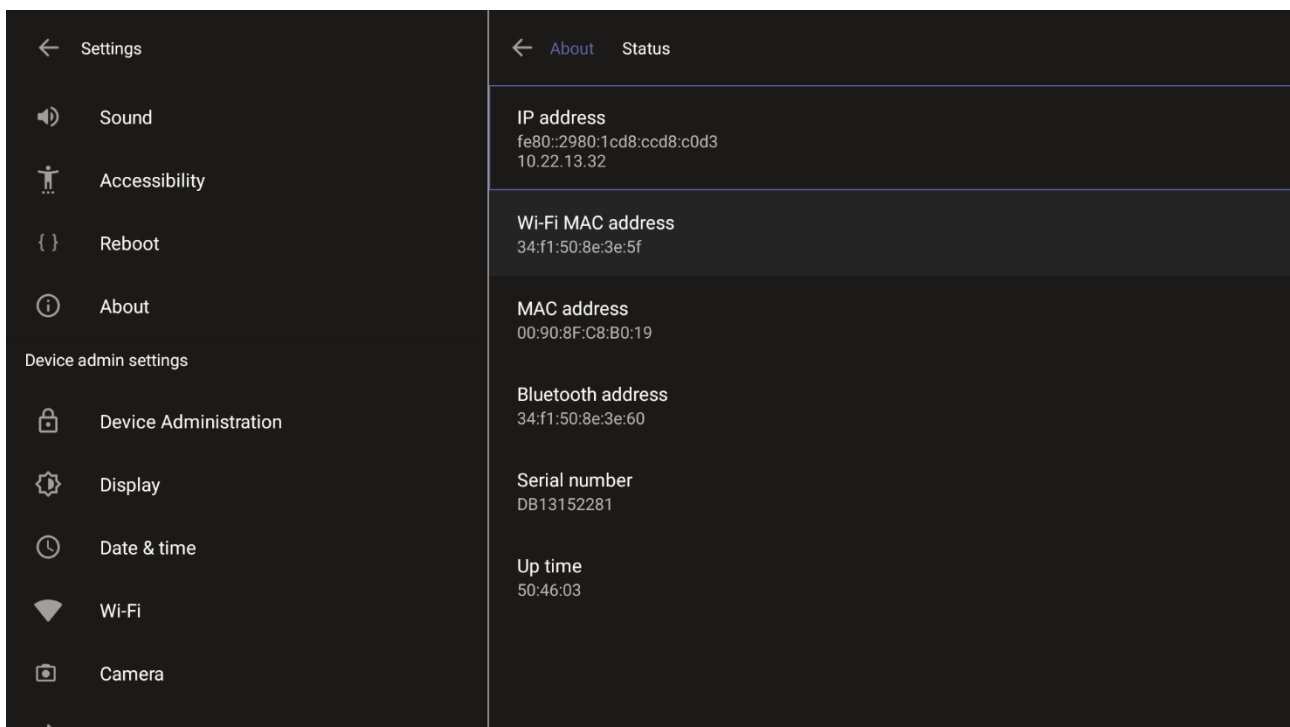 Settings
Sound
Accessibility
{ } Reboot
About
Device admin settings
Device Administration
Display
Date & time
Wi-Fi
Camera
About Status
IP address
fe80::2980:1cd8:ccd8:c0d3
10.22.13.32
Wi-Fi MAC address
34:f1:50:8e:3e:5f
MAC address
00:90:8F:C8:B0:19
Bluetooth address
34:f1:50:8e:3e:60
Serial number
DB13152281
Up time
50:46:03